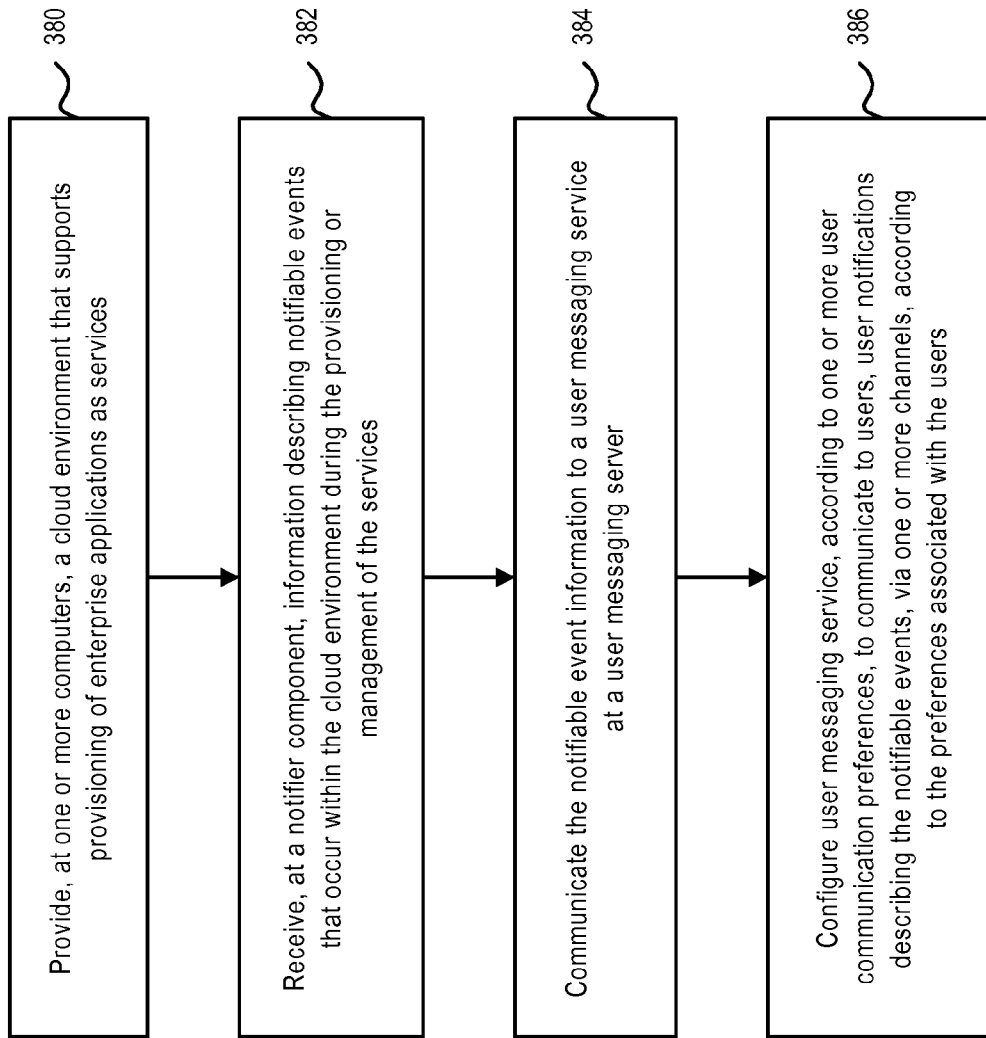 Provide, at one or more computers, a cloud environment that supports
provisioning of enterprise applications as services
380
Receive, at a notifier component, information describing notifiable events
that occur within the cloud environment during the provisioning or
management of the services
382
Communicate the notifiable event information to a user messaging service
at a user messaging server
384
Configure user messaging service, according to one or more user
communication preferences, to communicate to users, user notifications
describing the notifiable events, via one or more channels, according
to the preferences associated with the users
386